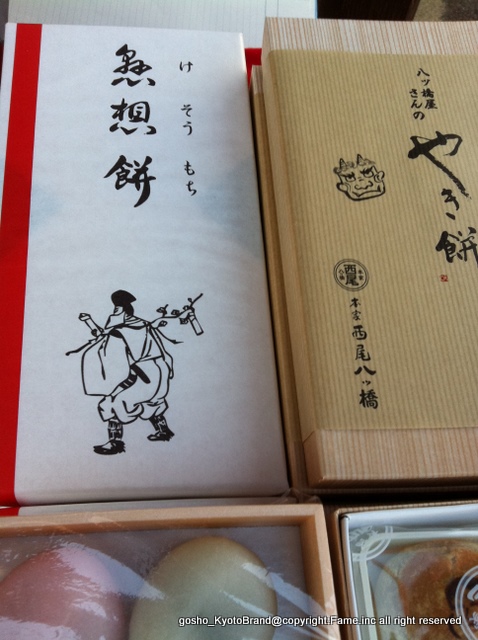 懸想餅
けそうもち
八ツ橋屋
さんの
やき餅
西尾
本家西尾八ッ橋
gosho_KyotoBrand@copyright.Fame.inc all right reserved